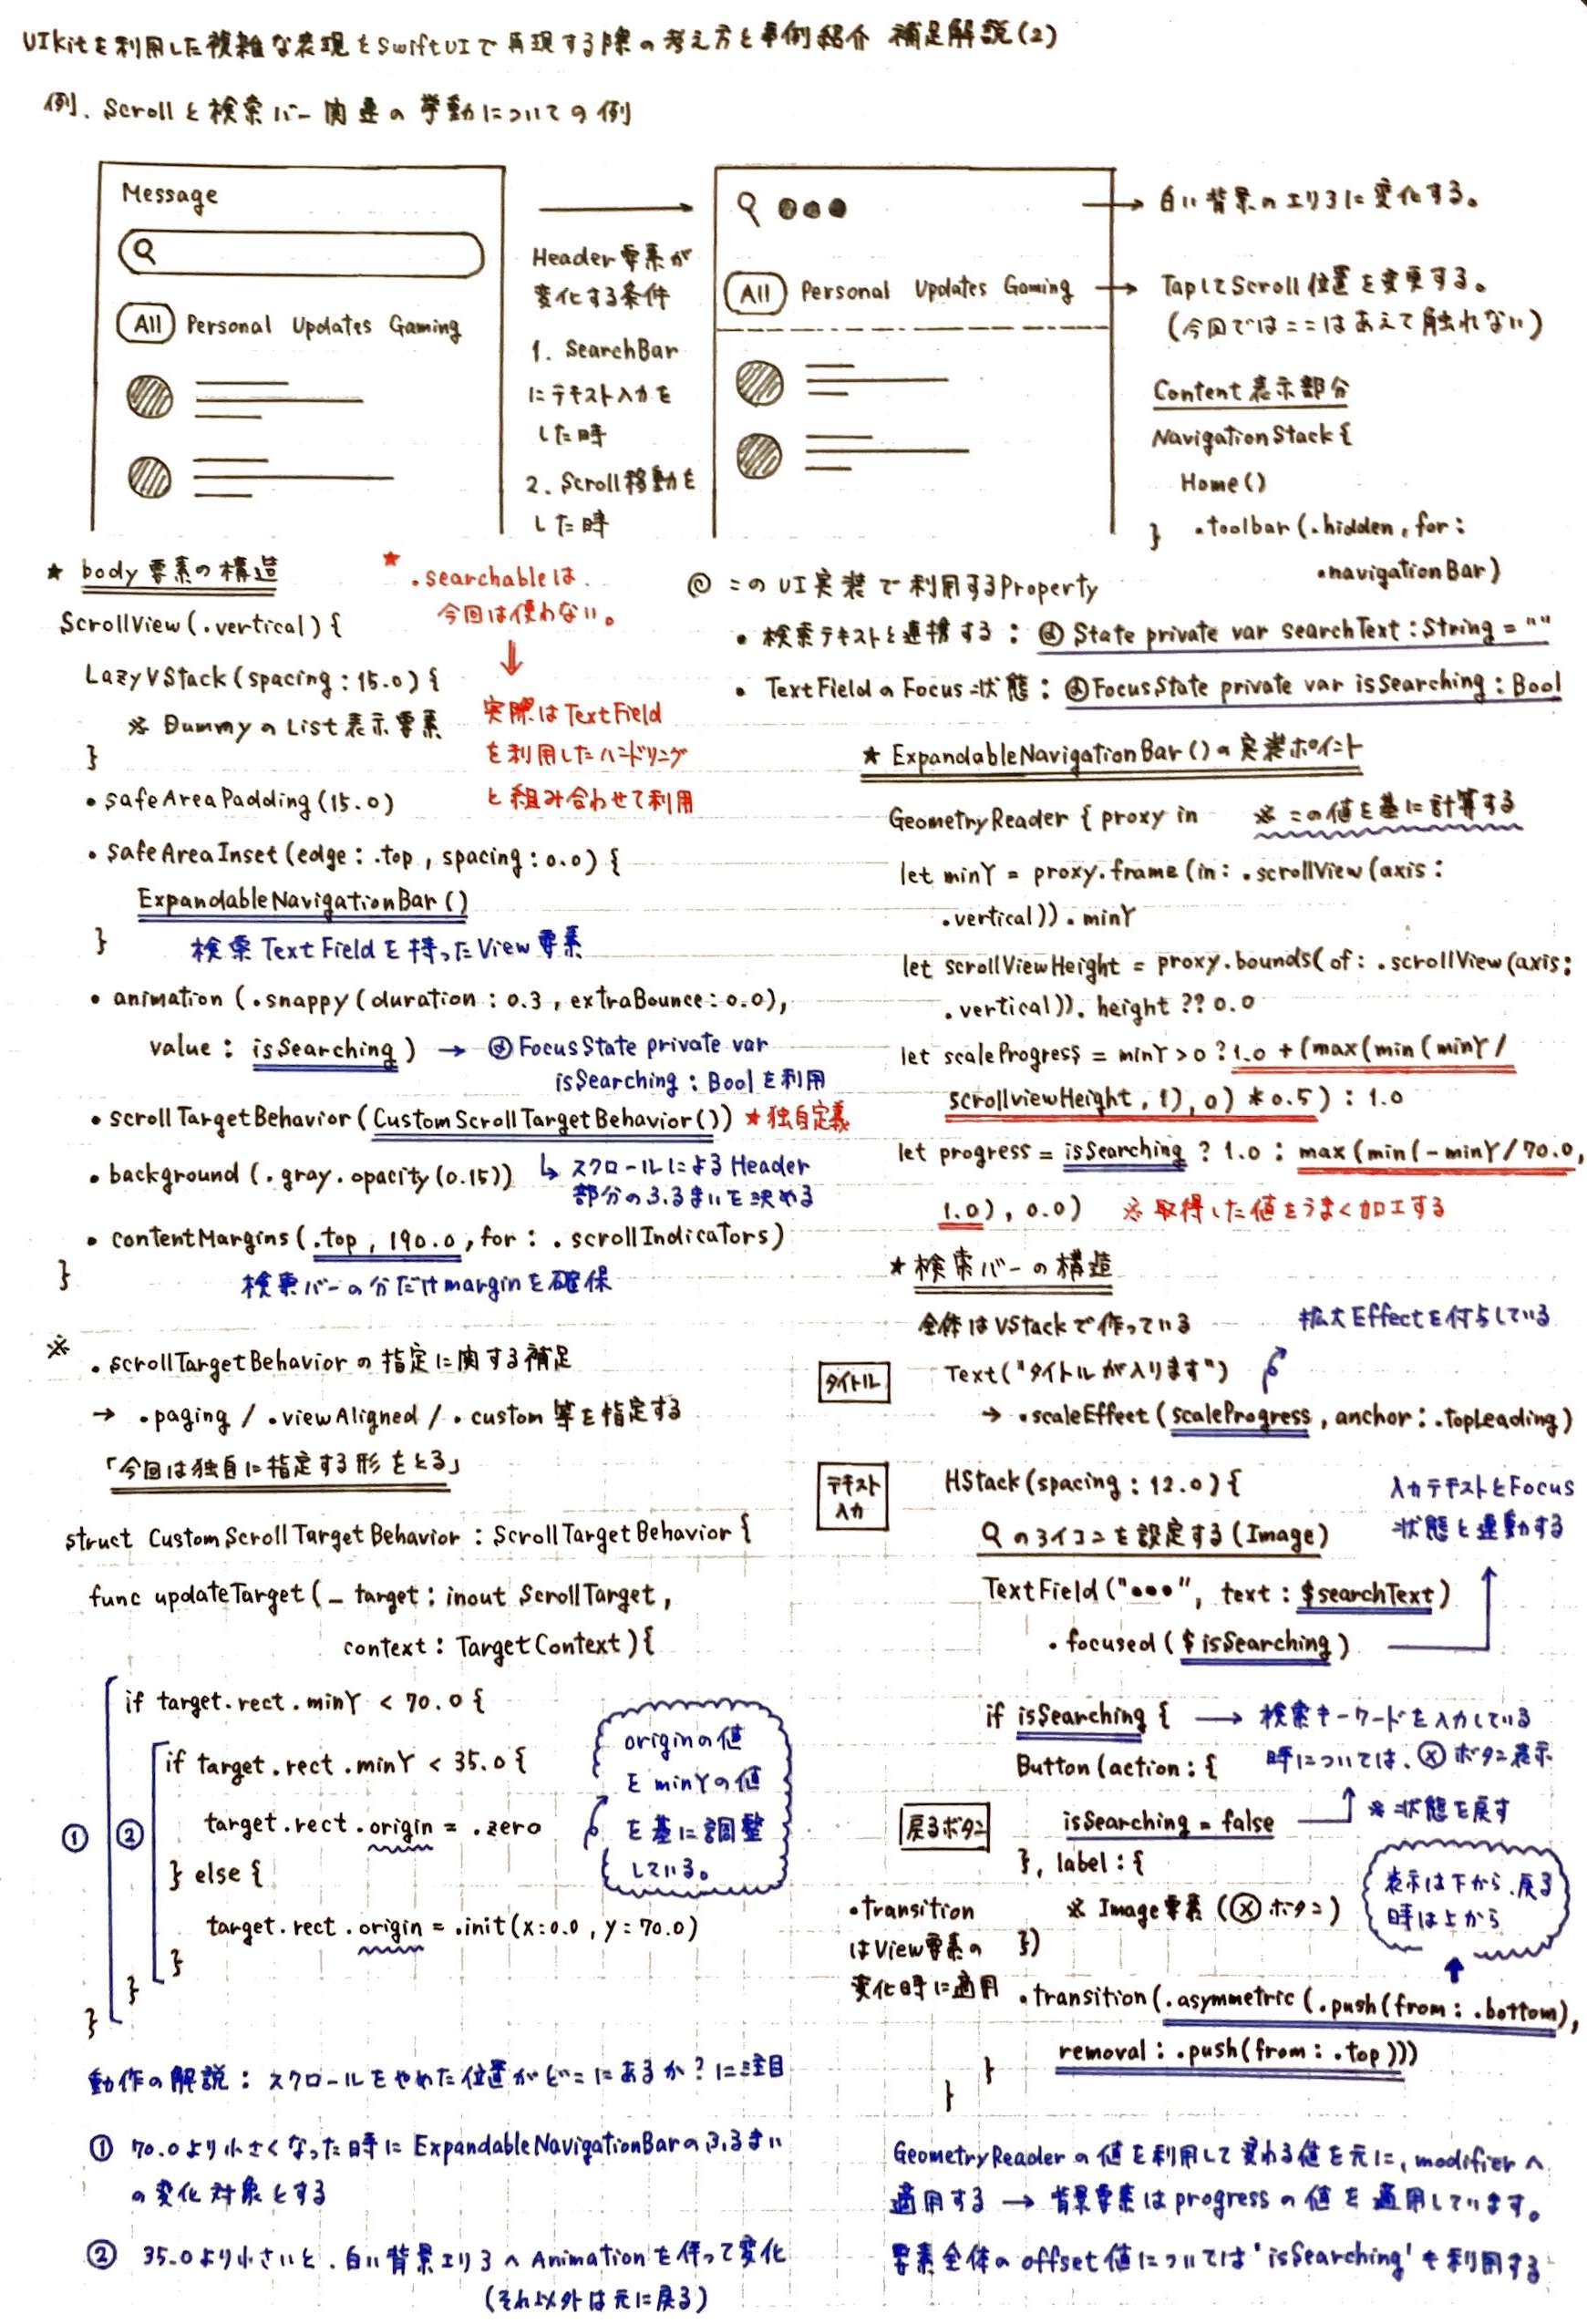 UIKitを利用した複雑な表現をSwiftUIで再現する際の考え方と事例紹介 補足解説(2)
例. Scrollと検索バー関連の挙動についての例
Message
All Personal Updates Gaming
Header要素が
変化する条件
1. SearchBar
にテキスト入力を
した時
2. Scroll移動を
した時
All Personal Updates Gaming
→ 白い背景のエリアに変化する。
→ TapしてScroll位置を変更する。
(今回ではここはあえて触れない)
Content表示部分
NavigationStack {
Home()
} .toolbar(.hidden, for:
.navigationBar)
★ body要素の構造
ScrollView(.vertical) {
LazyVStack(spacing: 15.0) {
※ DummyのList表示要素
}
• safeAreaPadding(15.0)
• safeAreaInset(edge: .top, spacing: 0.0) {
ExpandableNavigationBar()
} 検索TextFieldを持ったView要素
• animation(.snappy(duration: 0.3, extraBounce: 0.0),
value: isSearching) → @FocusState private var
isSearching: Boolを利用
• scrollTargetBehavior(CustomScrollTargetBehavior()) ★独自定義
• background(.gray.opacity(0.15)) ↳ スクロールによるHeader
部分のふるまいを決める
• contentMargins(.top, 190.0, for: .scrollIndicators)
} 検索バーの分だけmarginを確保
★ .searchableは
今回は使わない。
↓
実際はTextField
を利用したハンドリング
と組み合わせて利用
※ .scrollTargetBehaviorの指定に関する補足
→ .paging / .viewAligned / .custom 等を指定する
「今回は独自に指定する形をとる」
struct CustomScrollTargetBehavior: ScrollTargetBehavior {
func updateTarget(_ target: inout ScrollTarget,
context: TargetContext) {
if target.rect.minY < 70.0 {
if target.rect.minY < 35.0 {
① ② target.rect.origin = .zero
} else {
target.rect.origin = .init(x: 0.0, y: 70.0)
}
}
}
originの値
をminYの値
を基に調整
している。
動作の解説: スクロールをやめた位置がどこにあるか?に注目
① 70.0より小さくなった時にExpandableNavigationBarのふるまい
の変化対象とする
② 35.0より小さいと、白い背景エリアへAnimationを伴って変化
(それ以外は元に戻る)
◎ このUI実装で利用するProperty
• 検索テキストと連携する: @State private var searchText: String = ""
• TextFieldのFocus状態: @FocusState private var isSearching: Bool
★ ExpandableNavigationBar()の実装ポイント
GeometryReader { proxy in ※ この値を基に計算する
let minY = proxy.frame(in: .scrollView(axis:
.vertical)).minY
let scrollViewHeight = proxy.bounds(of: .scrollView(axis:
.vertical)).height ?? 0.0
let scaleProgress = minY > 0 ? 1.0 + (max(min(minY /
scrollviewHeight, 1), 0) * 0.5) : 1.0
let progress = isSearching ? 1.0 : max(min(-minY/70.0,
1.0), 0.0) ※ 取得した値をうまく加工する
★ 検索バーの構造
全体はVStackで作っている
拡大Effectを付与している
タイトル
Text("タイトルが入ります")
→ .scaleEffect(scaleProgress, anchor: .topLeading)
テキスト
入力
HStack(spacing: 12.0) {
のアイコンを設定する(Image)
TextField("●●●", text: $searchText)
.focused($isSearching)
入力テキストとFocus
状態と連動する
if isSearching { → 検索キーワードを入力している
Button(action: { 時については、ⓧボタン表示
戻るボタン
isSearching = false ※状態を戻す
}, label: {
※ Image要素(ⓧボタン)
})
表示は下から、戻る
時は上から
•transition
はView要素の
変化時に適用
.transition(.asymmetric(.push(from: .bottom),
removal: .push(from: .top)))
}
}
GeometryReaderの値を利用して変わる値を元に、modifierへ
適用する → 背景要素はprogressの値を適用しています。
要素全体のoffset値については'isSearching'も利用する